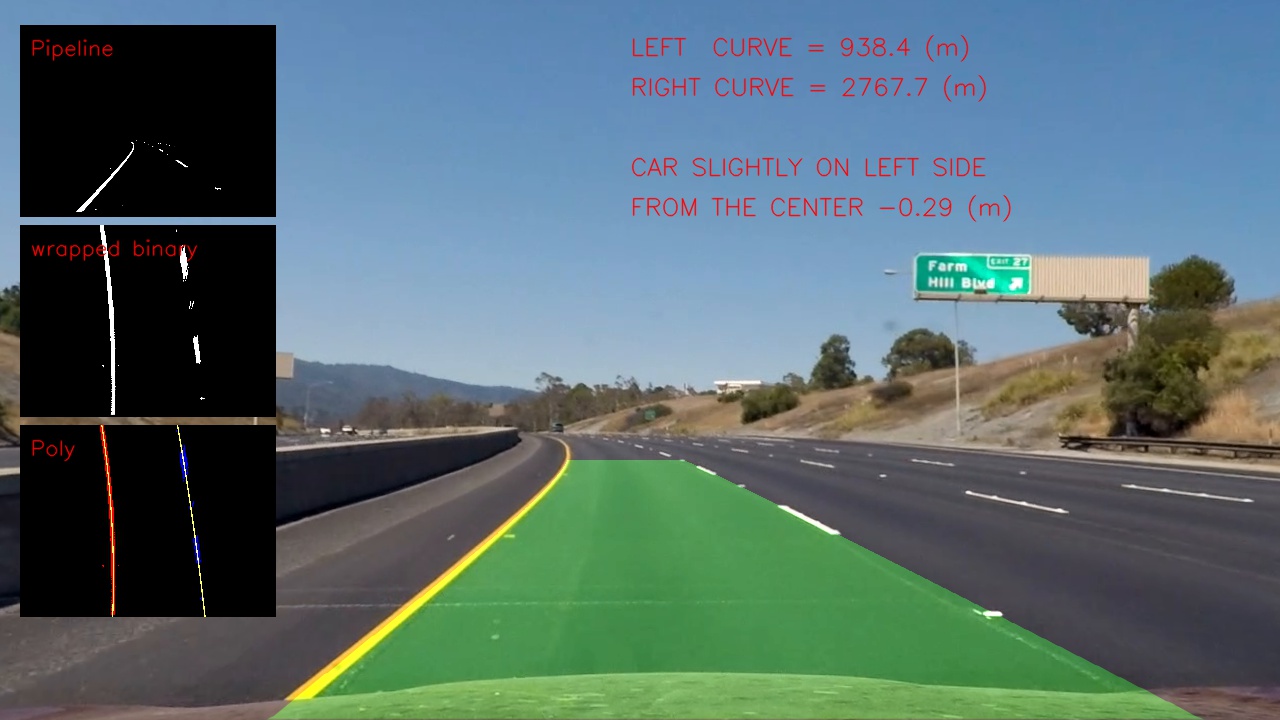 Pipeline
LEFT CURVE = 938.4 (m)
RIGHT CURVE = 2767.7 (m)
CAR SLIGHTLY ON LEFT SIDE
FROM THE CENTER -0.29 (m)
wrapped binary
EXIT 27
Farm
Hill Blvd
Poly